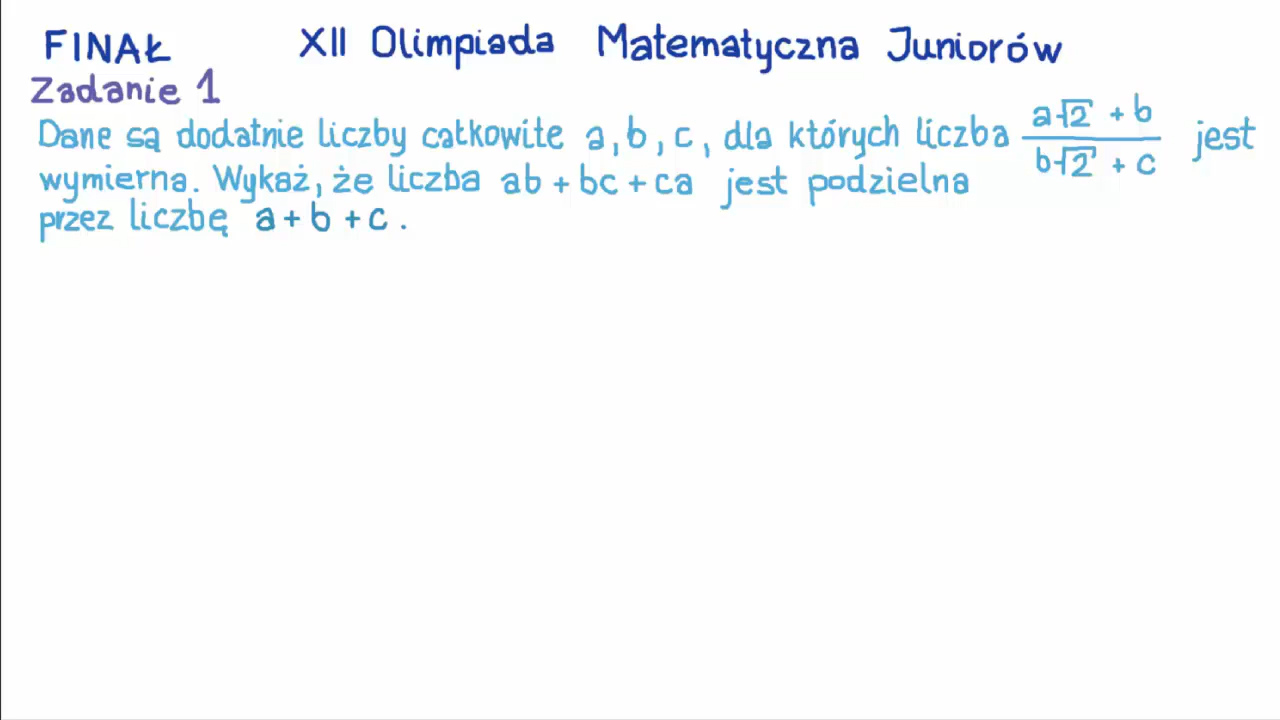 FINAŁ XII Olimpiada Matematyczna Juniorów
Zadanie 1
Dane są dodatnie liczby całkowite a, b, c, dla których liczba (a√2 + b)/(b√2 + c) jest
wymierna. Wykaż, że liczba ab + bc + ca jest podzielna
przez liczbę a + b + c.